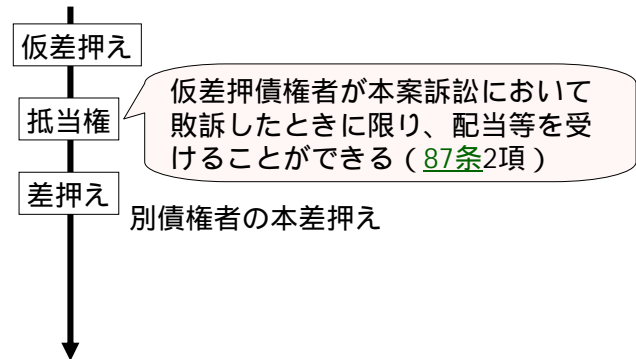 仮差押え
抵当権
仮差押債権者が本案訴訟において
敗訴したときに限り、配当等を受
けることができる（87条2項）
差押え
別債権者の本差押え